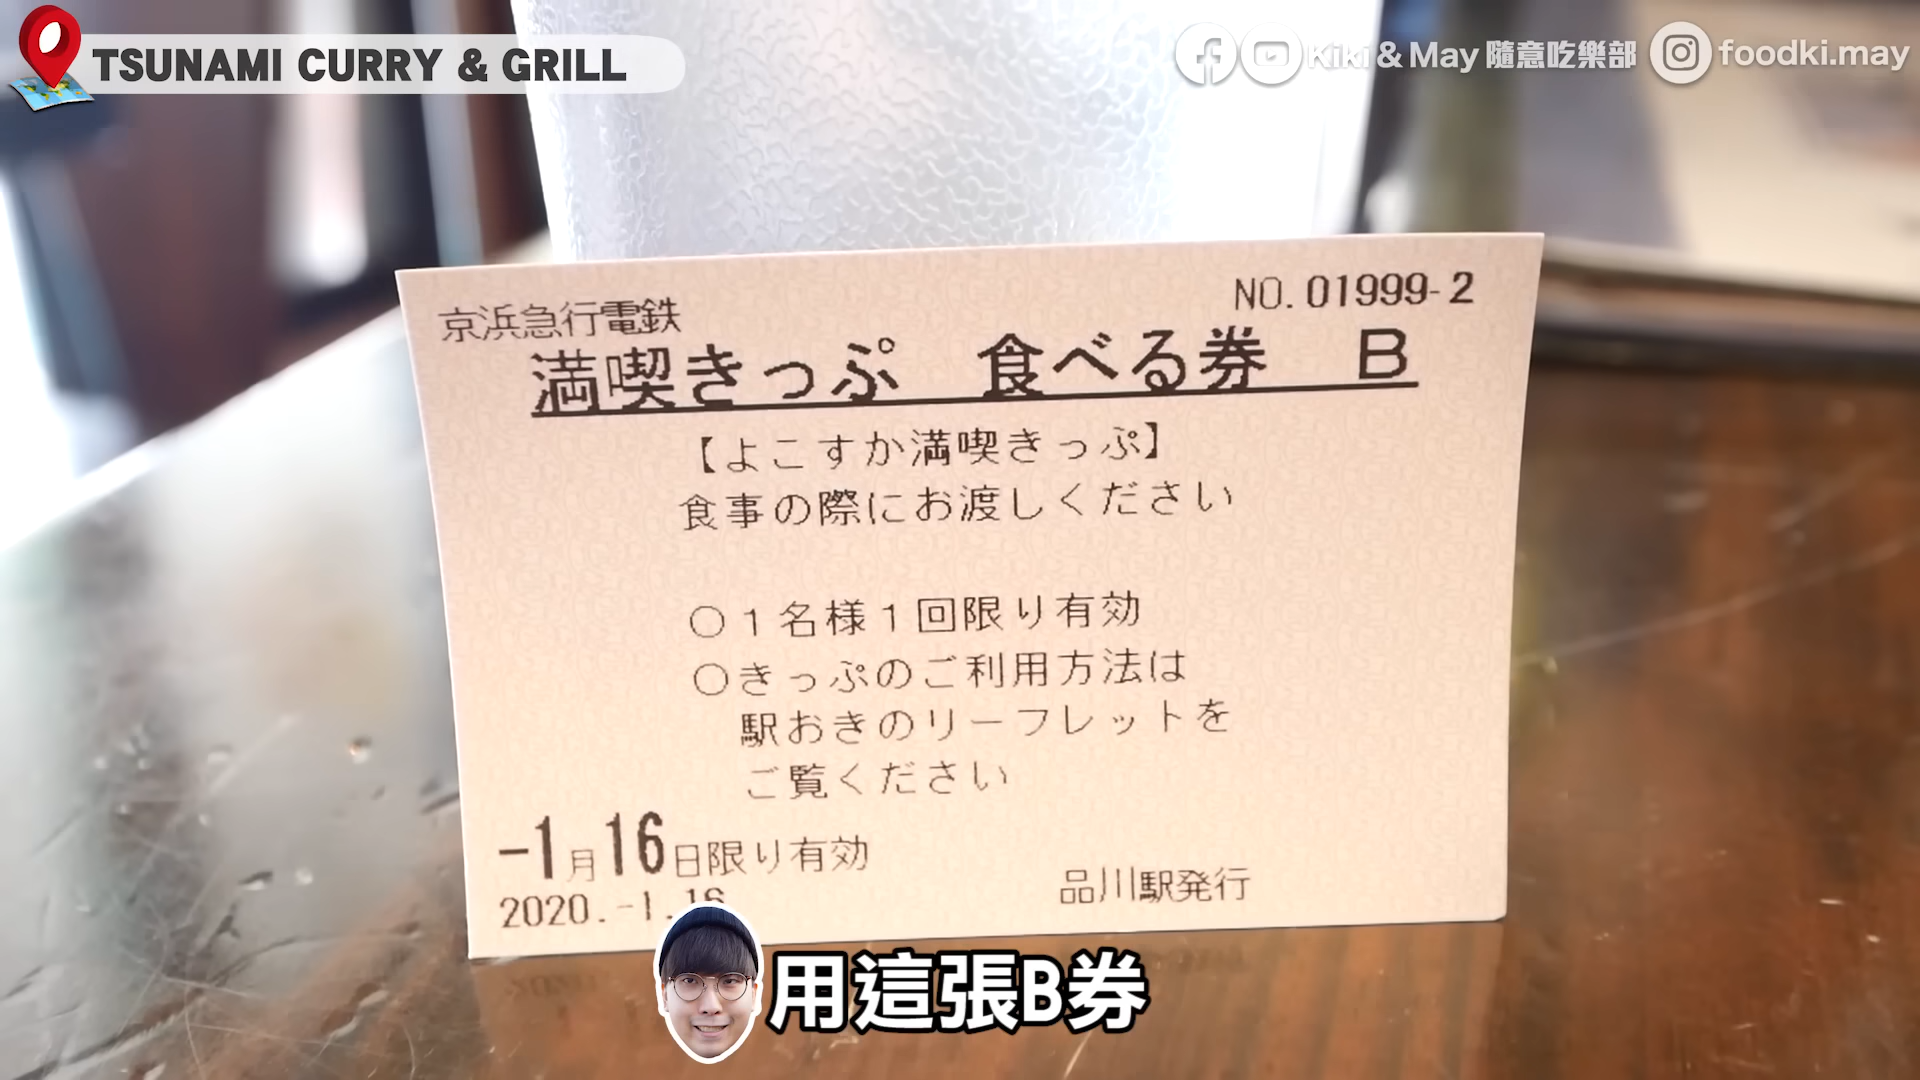 TSUNAMI CURRY & GRILL
Kiki & May 隨意吃樂部
foodki.may
京浜急行電鉄
NO. 01999-2
満喫きっぷ 食べる券 B
【よこすか満喫きっぷ】
食事の際にお渡しください
○1名様1回限り有効
○きっぷのご利用方法は
駅おきのリーフレットを
ご覧ください
-1月16日限り有効
2020.-1.16
品川駅発行
用這張B券